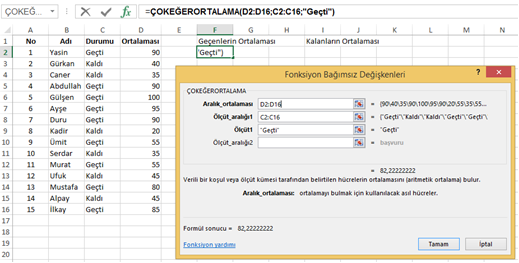 ÇOKEĞ... =ÇOKEĞERORTALAMA(D2:D16;C2:C16;"Geçti")
A B C D E F G H I J K L M N
1 No Adı Durumu Ortalaması Geçenlerin Ortalaması Kalanların Ortalaması
2 1 Yasin Geçti 90 "Geçti")
3 2 Gürkan Kaldı 40
4 3 Caner Kaldı 35
5 4 Abdullah Geçti 90
6 5 Gülşen Geçti 100
7 6 Ayşe Geçti 95
8 7 Duru Geçti 90
9 8 Kadir Kaldı 20
10 9 Ümit Geçti 55
11 10 Serdar Kaldı 35
12 11 Murat Geçti 55
13 12 Ufuk Kaldı 45
14 13 Mustafa Geçti 80
15 14 Alpay Kaldı 45
16 15 İlkay Geçti 85
17
18
19
20
Fonksiyon Bağımsız Değişkenleri
ÇOKEĞERORTALAMA
Aralık_ortalaması D2:D16 = {90\40\35\90\100\95\90\20\55\35\55...
Ölçüt_aralığı1 C2:C16 = {"Geçti"\"Kaldı"\"Kaldı"\"Geçti"\"Geçti"\
Ölçüt1 "Geçti" = "Geçti"
Ölçüt_aralığı2 = başvuru
= 82,22222222
Verili bir koşul veya ölçüt kümesi tarafından belirtilen hücrelerin ortalamasını (aritmetik ortalama) bulur.
Aralık_ortalaması: ortalamayı bulmak için kullanılacak asıl hücreler.
Formül sonucu = 82,22222222
Fonksiyon yardımı
Tamam İptal